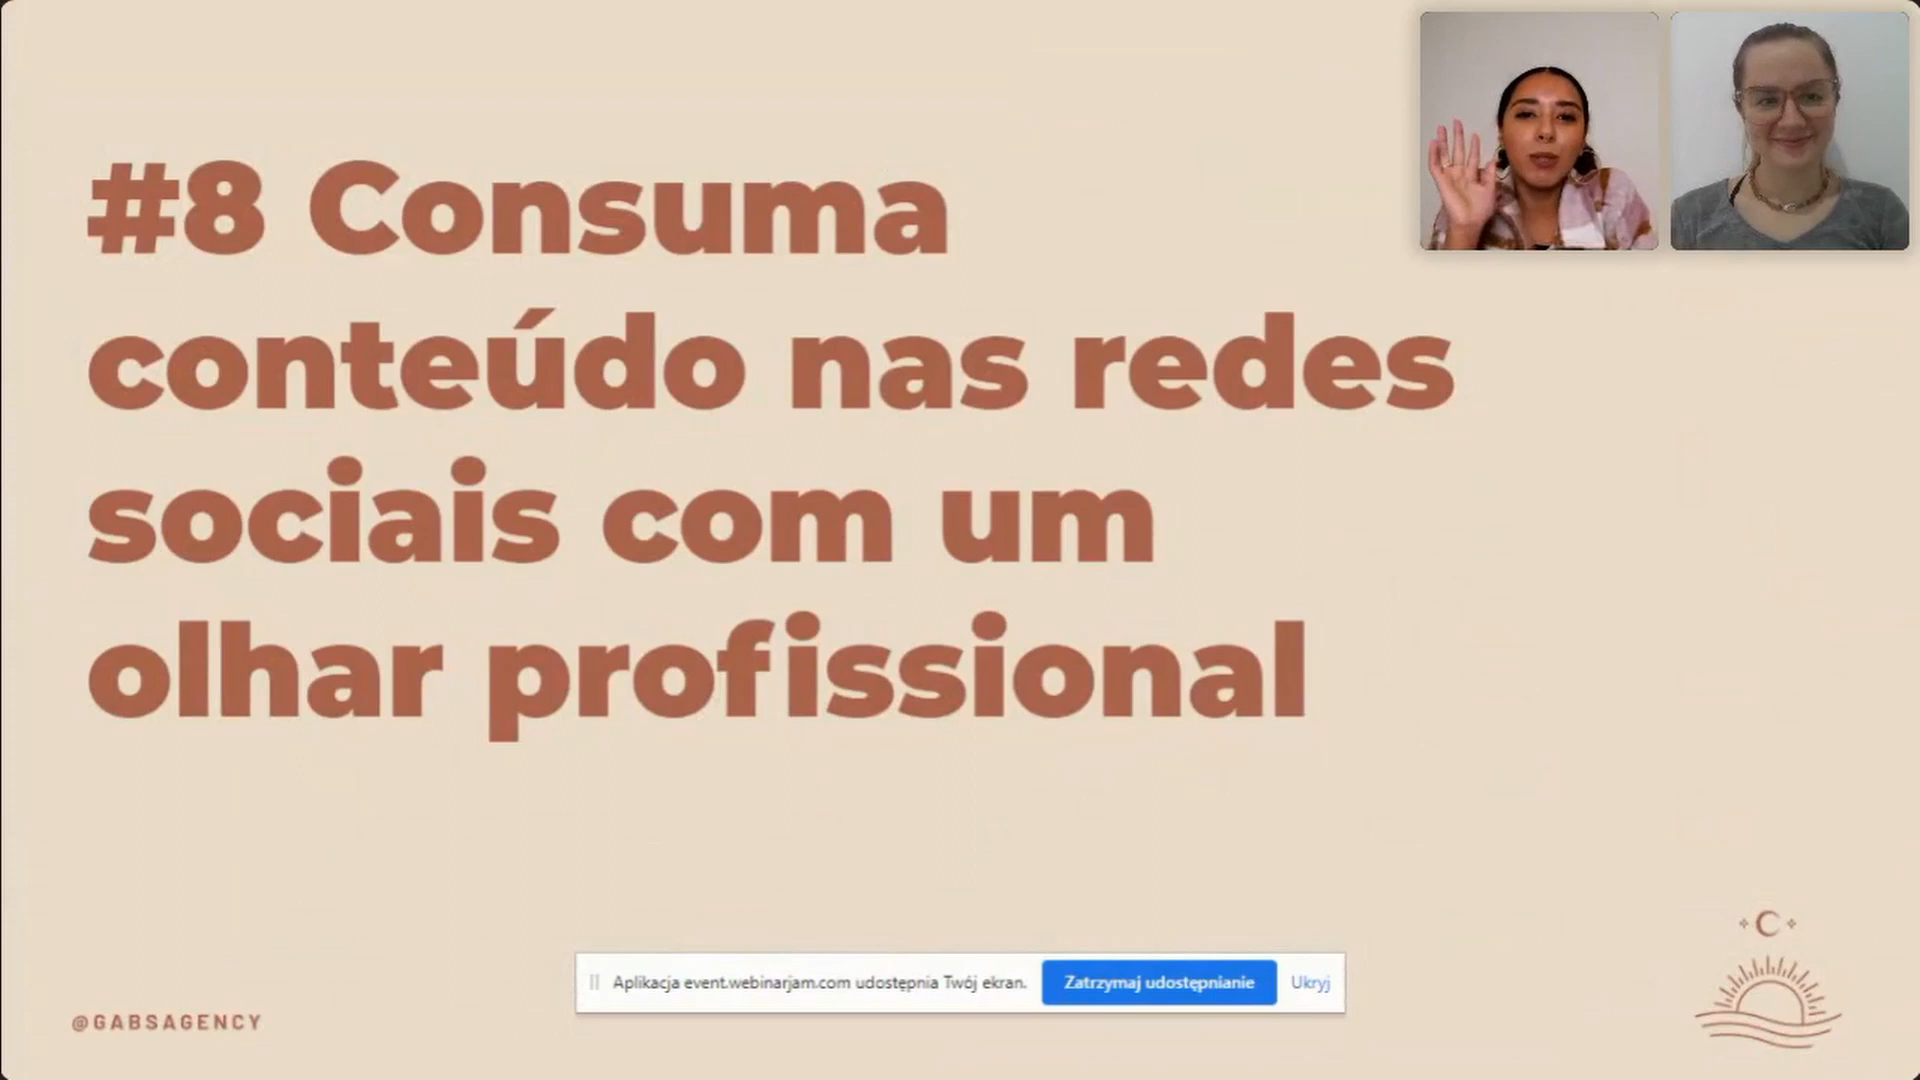 #8 Consuma
conteúdo nas redes
sociais com um
olhar profissional
Aplikacja event.webinarjam.com udostępnia Twój ekran.
Zatrzymaj udostępnianie
Ukryj
@GABSAGENCY